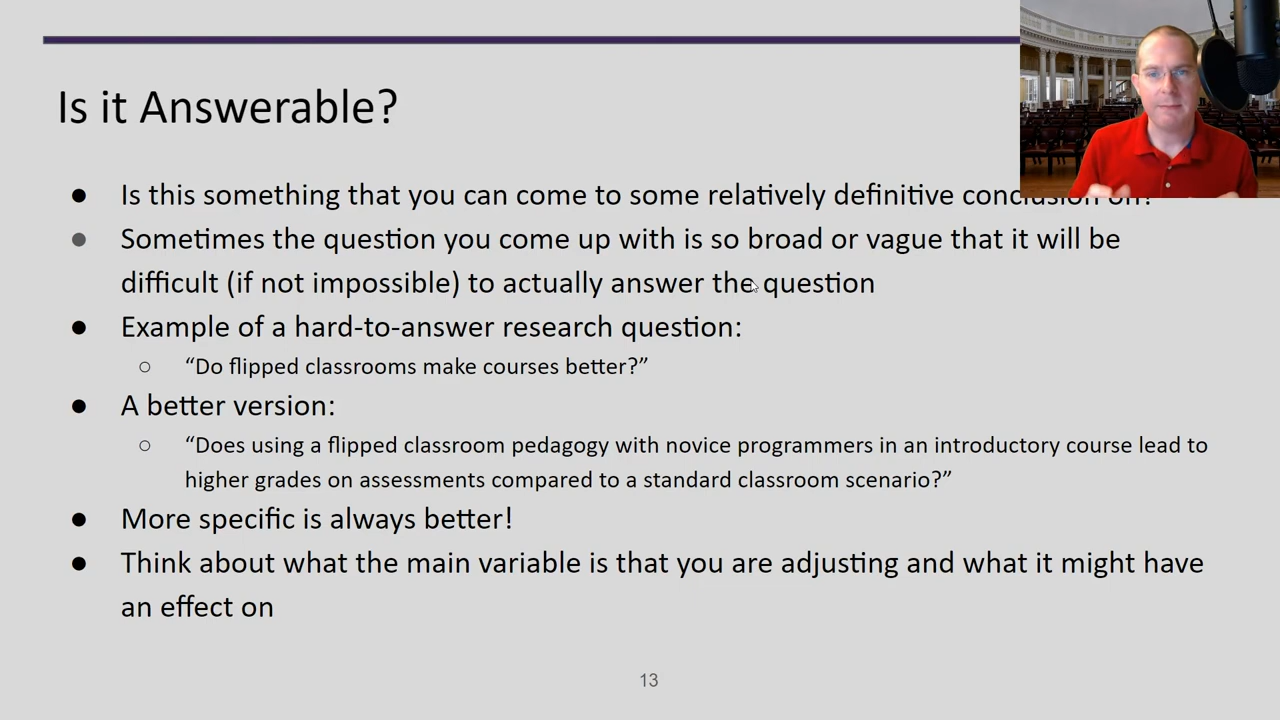 Is it Answerable?
● Is this something that you can come to some relatively definitive conclusion on?
● Sometimes the question you come up with is so broad or vague that it will be
difficult (if not impossible) to actually answer the question
● Example of a hard-to-answer research question:
○ “Do flipped classrooms make courses better?”
● A better version:
○ “Does using a flipped classroom pedagogy with novice programmers in an introductory course lead to
higher grades on assessments compared to a standard classroom scenario?”
● More specific is always better!
● Think about what the main variable is that you are adjusting and what it might have
an effect on
13